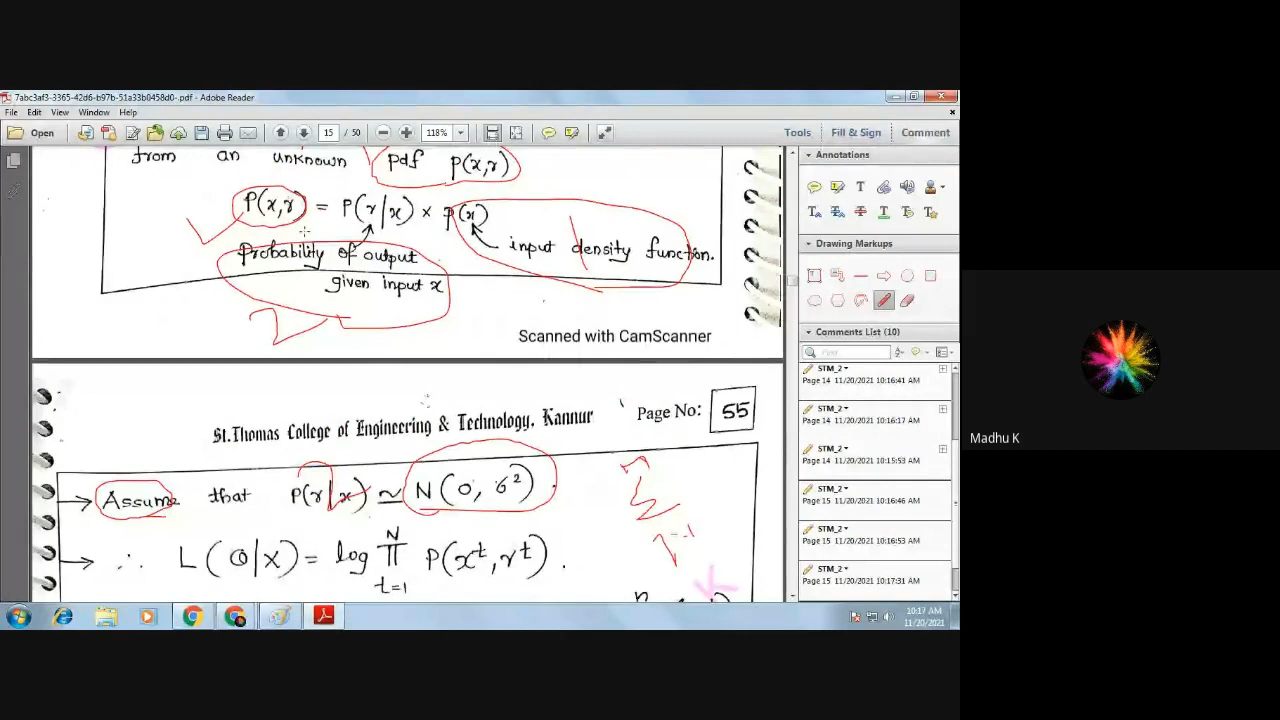 7abc3af3-3365-42d6-b97b-51a33b0458d0-.pdf - Adobe Reader
File Edit View Window Help
Open 15 / 50 118% Tools Fill & Sign Comment
from an unknown pdf p(x,r)
P(x,r) = P(r|x) × p(x)
Probability of output
given input x
input density function.
Scanned with CamScanner
St.Thomas College of Engineering & Technology, Kannur Page No: 55
→ Assume that P(r|x) ≃ N(0, σ²).
→ ∴ L(θ|X) = log
N
∏
t=1
P(xᵗ, rᵗ).
Annotations
Drawing Markups
Comments List (10)
Find
STM_2
Page 14 11/20/2021 10:16:41 AM
STM_2
Page 14 11/20/2021 10:16:17 AM
STM_2
Page 14 11/20/2021 10:15:53 AM
STM_2
Page 15 11/20/2021 10:16:46 AM
STM_2
Page 15 11/20/2021 10:16:53 AM
STM_2
Page 15 11/20/2021 10:17:31 AM
10:17 AM
11/20/2021
Madhu K